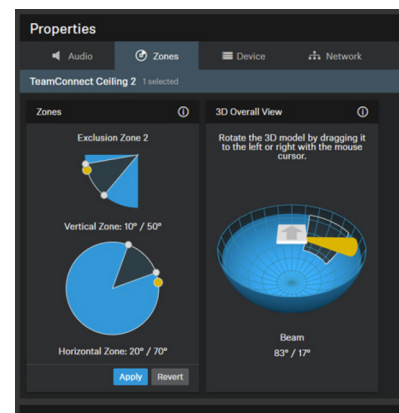 Properties
Audio
Zones
Device
Network
TeamConnect Ceiling 2 1 selected
Zones
Exclusion Zone 2
Vertical Zone: 10° / 50°
Horizontal Zone: 20° / 70°
Apply
Revert
3D Overall View
Rotate the 3D model by dragging it
to the left or right with the mouse
cursor.
Beam
83° / 17°